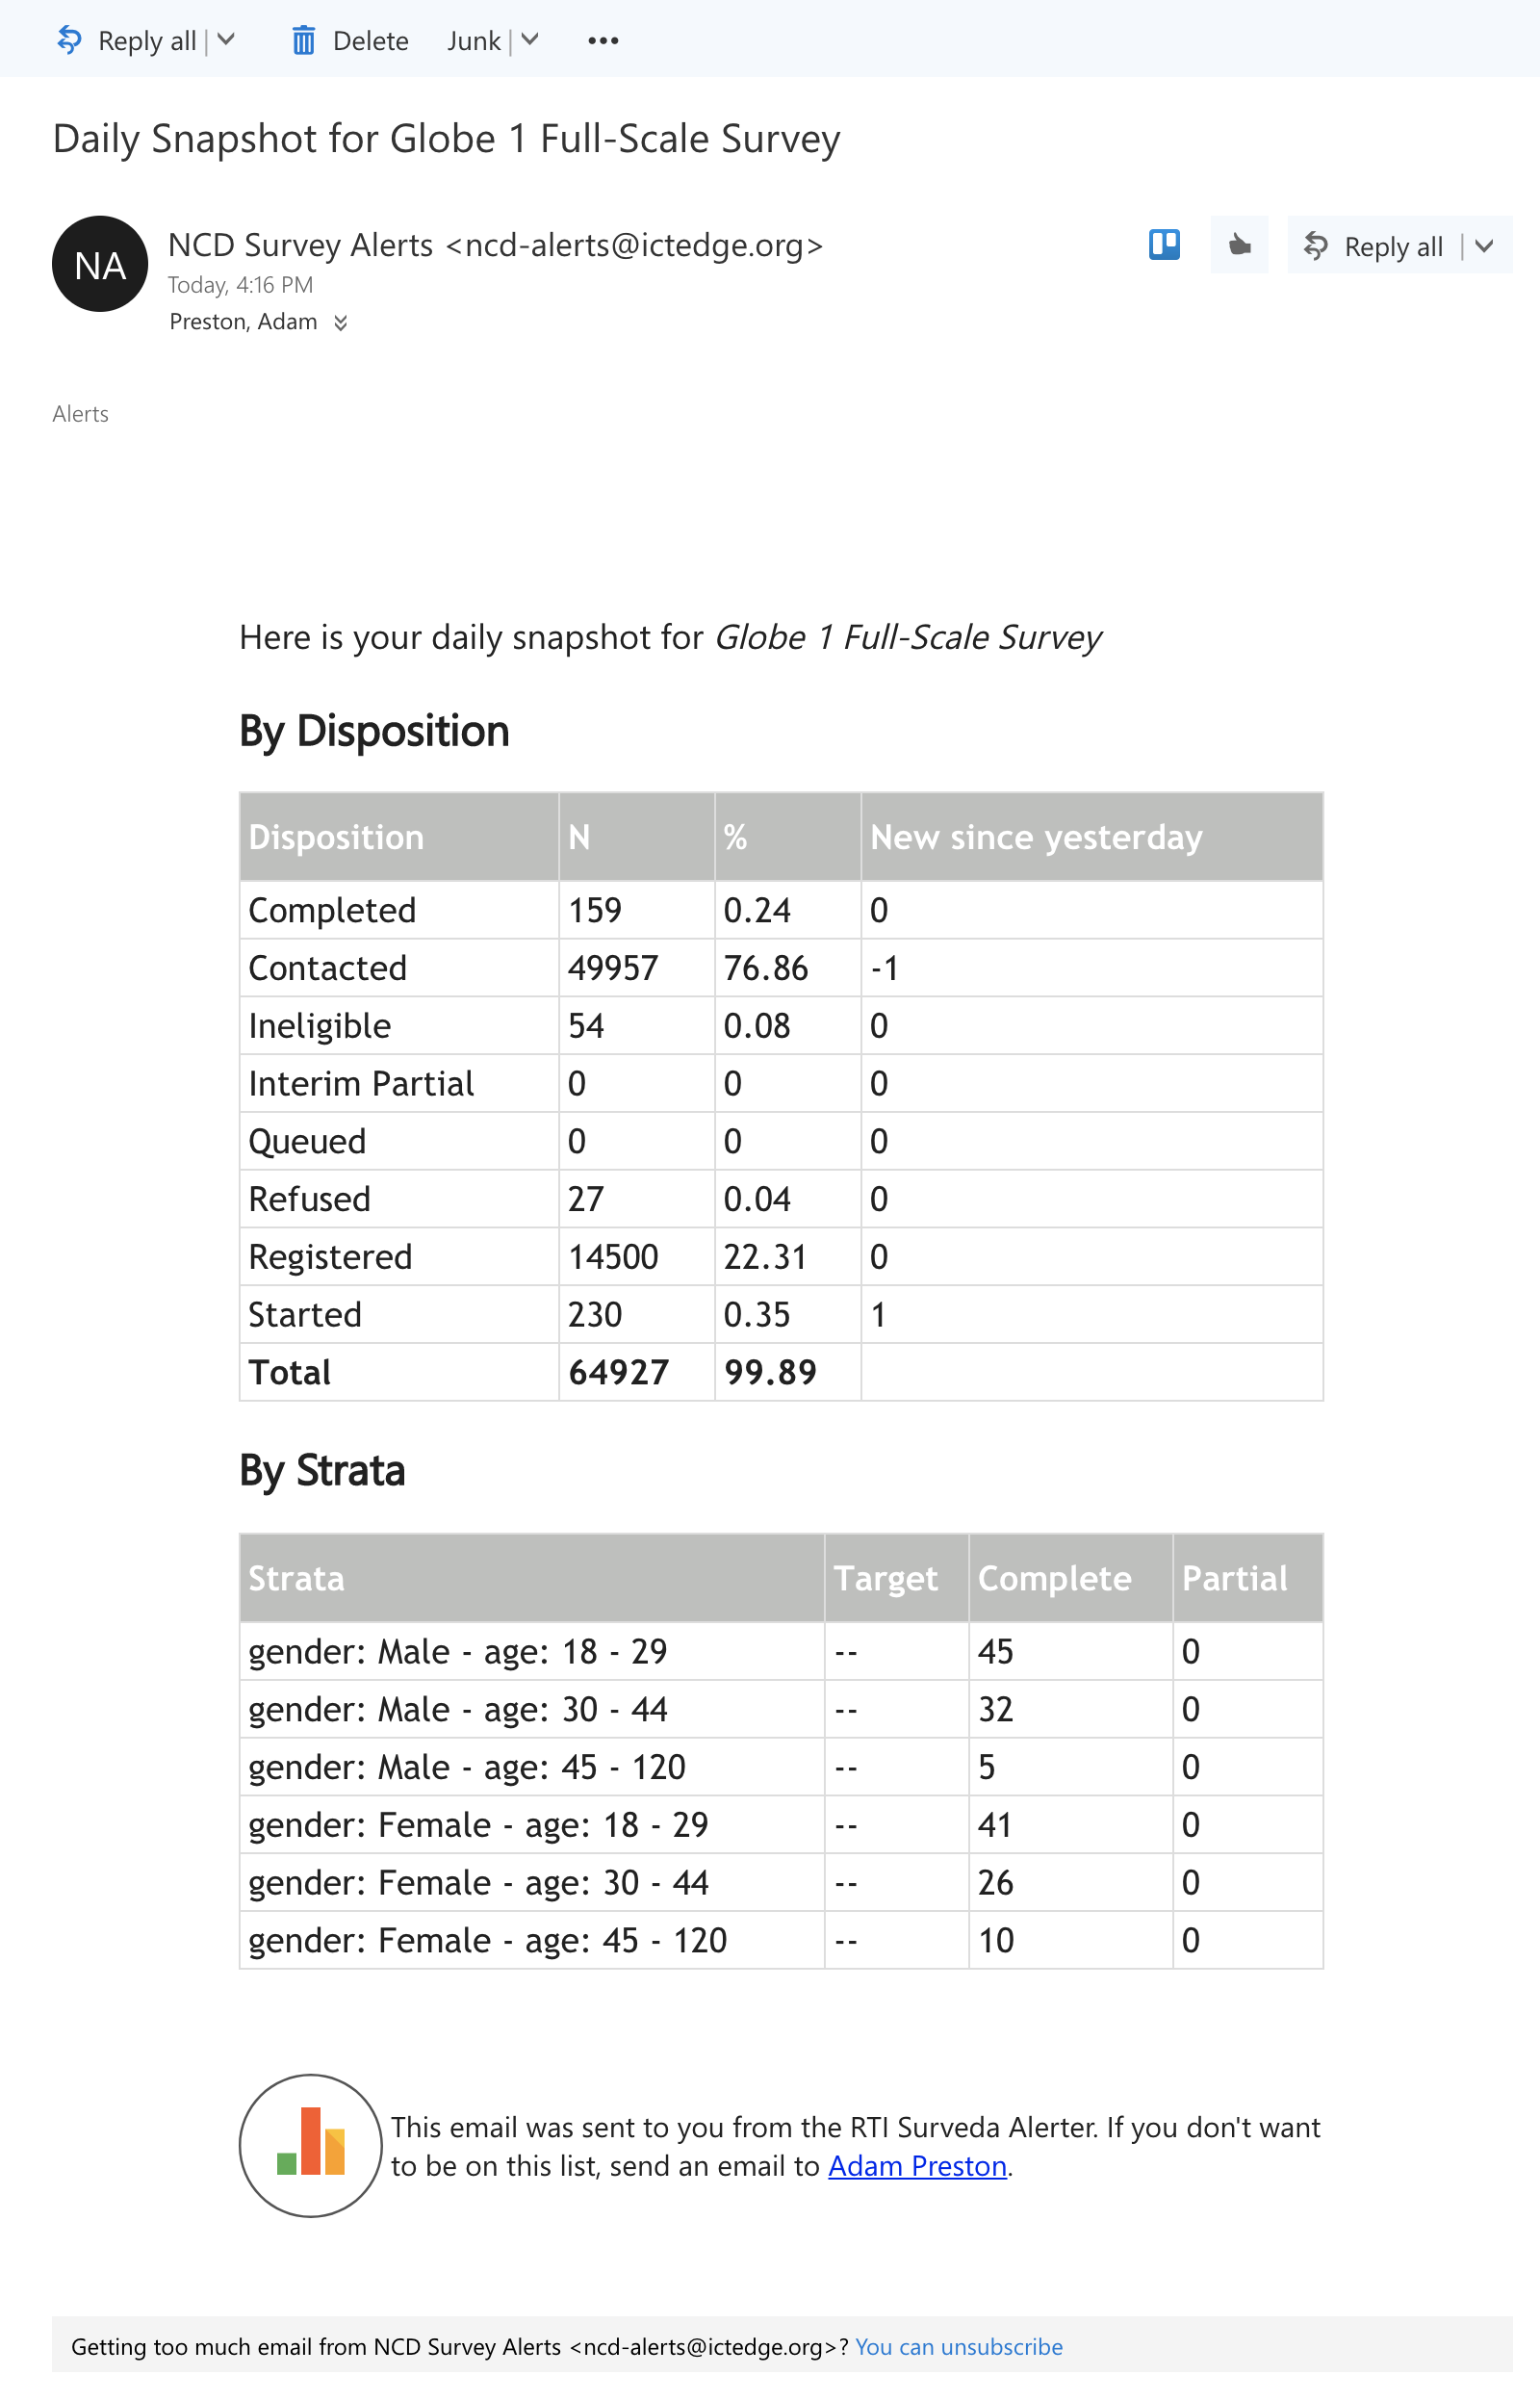 Reply all | Delete Junk |
Daily Snapshot for Globe 1 Full-Scale Survey
NA
NCD Survey Alerts <ncd-alerts@ictedge.org>
Reply all |
Today, 4:16 PM
Preston, Adam
Alerts
Here is your daily snapshot for Globe 1 Full-Scale Survey
By Disposition
Disposition N % New since yesterday
Completed 159 0.24 0
Contacted 49957 76.86 -1
Ineligible 54 0.08 0
Interim Partial 0 0 0
Queued 0 0 0
Refused 27 0.04 0
Registered 14500 22.31 0
Started 230 0.35 1
Total 64927 99.89
By Strata
Strata Target Complete Partial
gender: Male - age: 18 - 29 -- 45 0
gender: Male - age: 30 - 44 -- 32 0
gender: Male - age: 45 - 120 -- 5 0
gender: Female - age: 18 - 29 -- 41 0
gender: Female - age: 30 - 44 -- 26 0
gender: Female - age: 45 - 120 -- 10 0
This email was sent to you from the RTI Surveda Alerter. If you don't want
to be on this list, send an email to Adam Preston.
Getting too much email from NCD Survey Alerts <ncd-alerts@ictedge.org>? You can unsubscribe